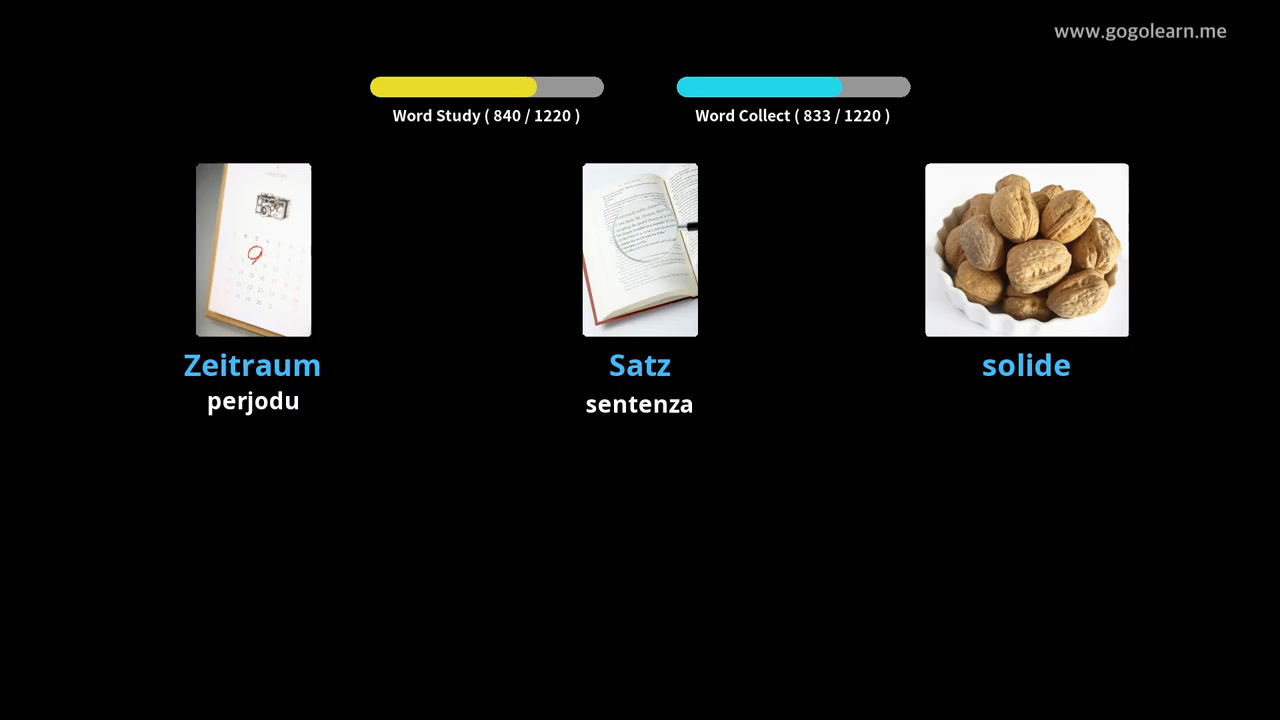 www.gogolearn.me
Word Study ( 840 / 1220 )
Word Collect ( 833 / 1220 )
Zeitraum
perjodu
Satz
sentenza
solide